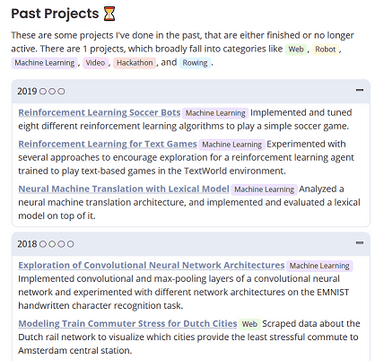 Past Projects ⏳
These are some projects I've done in the past, that are either finished or no longer
active. There are 1 projects, which broadly fall into categories like Web , Robot ,
Machine Learning , Video , Hackathon , and Rowing .
2019 ○○○
Reinforcement Learning Soccer Bots Machine Learning Implemented and tuned
eight different reinforcement learning algorithms to play a simple soccer game.
Reinforcement Learning for Text Games Machine Learning Experimented with
several approaches to encourage exploration for a reinforcement learning agent
trained to play text-based games in the TextWorld environment.
Neural Machine Translation with Lexical Model Machine Learning Analyzed a
neural machine translation architecture, and implemented and evaluated a lexical
model on top of it.
2018 ○○○○
Exploration of Convolutional Neural Network Architectures Machine Learning
Implemented convolutional and max-pooling layers of a convolutional neural
network and experimented with different network architectures on the EMNIST
handwritten character recognition task.
Modeling Train Commuter Stress for Dutch Cities Web Scraped data about the
Dutch rail network to visualize which cities provide the least stressful commute to
Amsterdam central station.